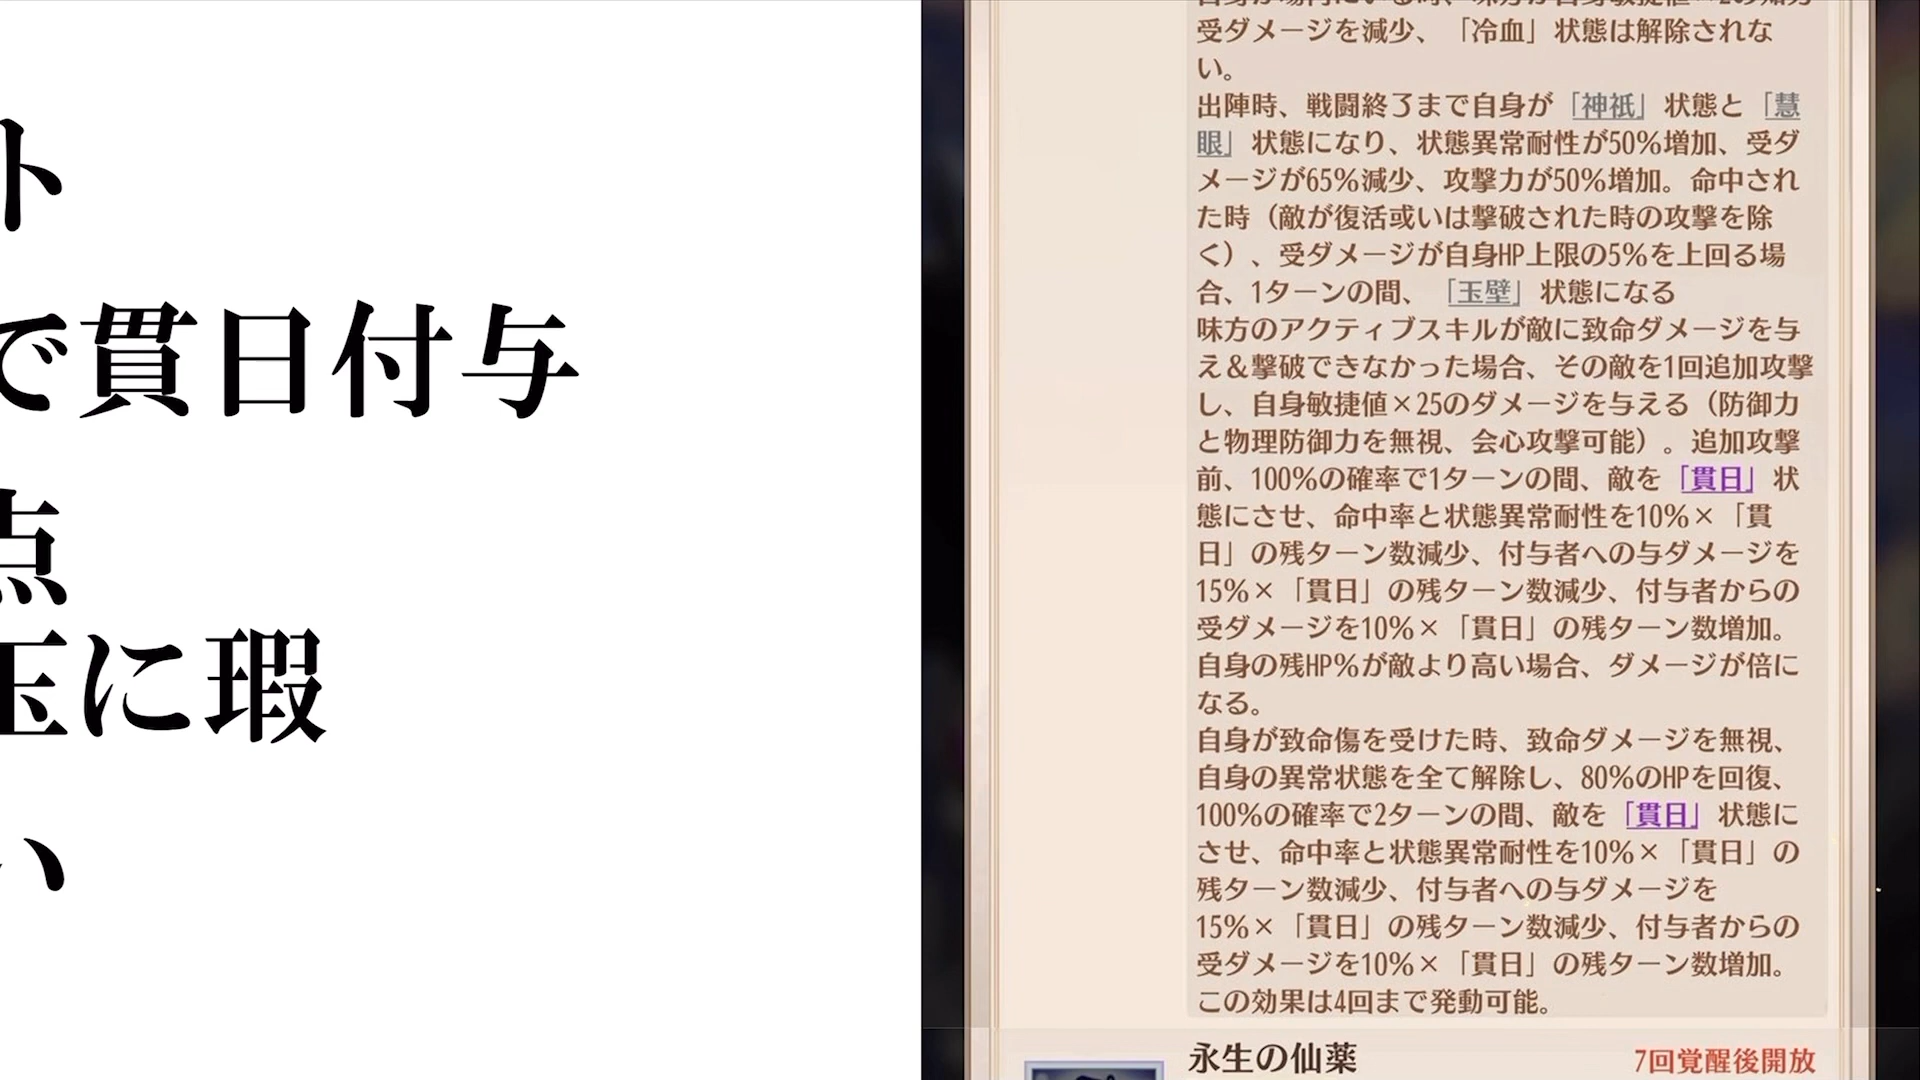 ト
で貫日付与
点
玉に瑕
い
受ダメージを減少、「冷血」状態は解除されな
い。
出陣時、戦闘終了まで自身が「神祇」状態と「慧
眼」状態になり、状態異常耐性が50%増加、受ダ
メージが65%減少、攻撃力が50%増加。命中され
た時（敵が復活或いは撃破された時の攻撃を除
く）、受ダメージが自身HP上限の5%を上回る場
合、1ターンの間、「玉壁」状態になる
味方のアクティブスキルが敵に致命ダメージを与
え＆撃破できなかった場合、その敵を1回追加攻撃
し、自身敏捷値×25のダメージを与える（防御力
と物理防御力を無視、会心攻撃可能）。追加攻撃
前、100%の確率で1ターンの間、敵を「貫日」状
態にさせ、命中率と状態異常耐性を10%×「貫
日」の残ターン数減少、付与者への与ダメージを
15%×「貫日」の残ターン数減少、付与者からの
受ダメージを10%×「貫日」の残ターン数増加。
自身の残HP%が敵より高い場合、ダメージが倍に
なる。
自身が致命傷を受けた時、致命ダメージを無視、
自身の異常状態を全て解除し、80%のHPを回復、
100%の確率で2ターンの間、敵を「貫日」状態に
させ、命中率と状態異常耐性を10%×「貫日」の
残ターン数減少、付与者への与ダメージを
15%×「貫日」の残ターン数減少、付与者からの
受ダメージを10%×「貫日」の残ターン数増加。
この効果は4回まで発動可能。
永生の仙薬 7回覚醒後開放